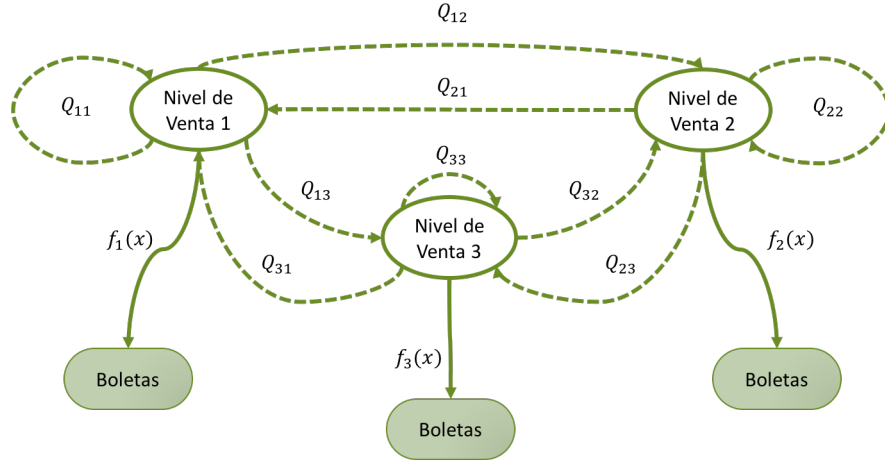 Q₁₂
Nivel de
Venta 1
Q₂₁
Nivel de
Venta 2
Q₁₁
Q₂₂
Q₃₃
Q₁₃
Q₃₂
Nivel de
Venta 3
f₁(x)
Q₃₁
Q₂₃
f₂(x)
f₃(x)
Boletas
Boletas
Boletas